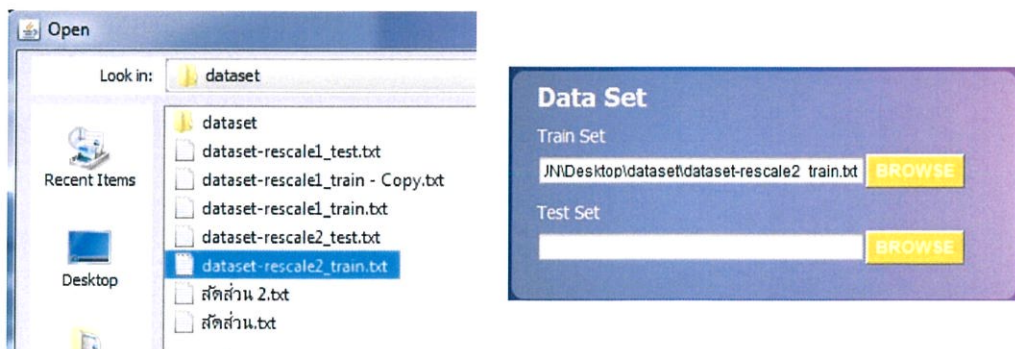 Open
Look in:
dataset
Recent Items
Desktop
dataset
dataset-rescale1_test.txt
dataset-rescale1_train - Copy.txt
dataset-rescale1_train.txt
dataset-rescale2_test.txt
dataset-rescale2_train.txt
สัดส่วน 2.txt
สัดส่วน.txt
Data Set
Train Set
JN\Desktop\dataset\dataset-rescale2_train.txt BROWSE
Test Set
BROWSE